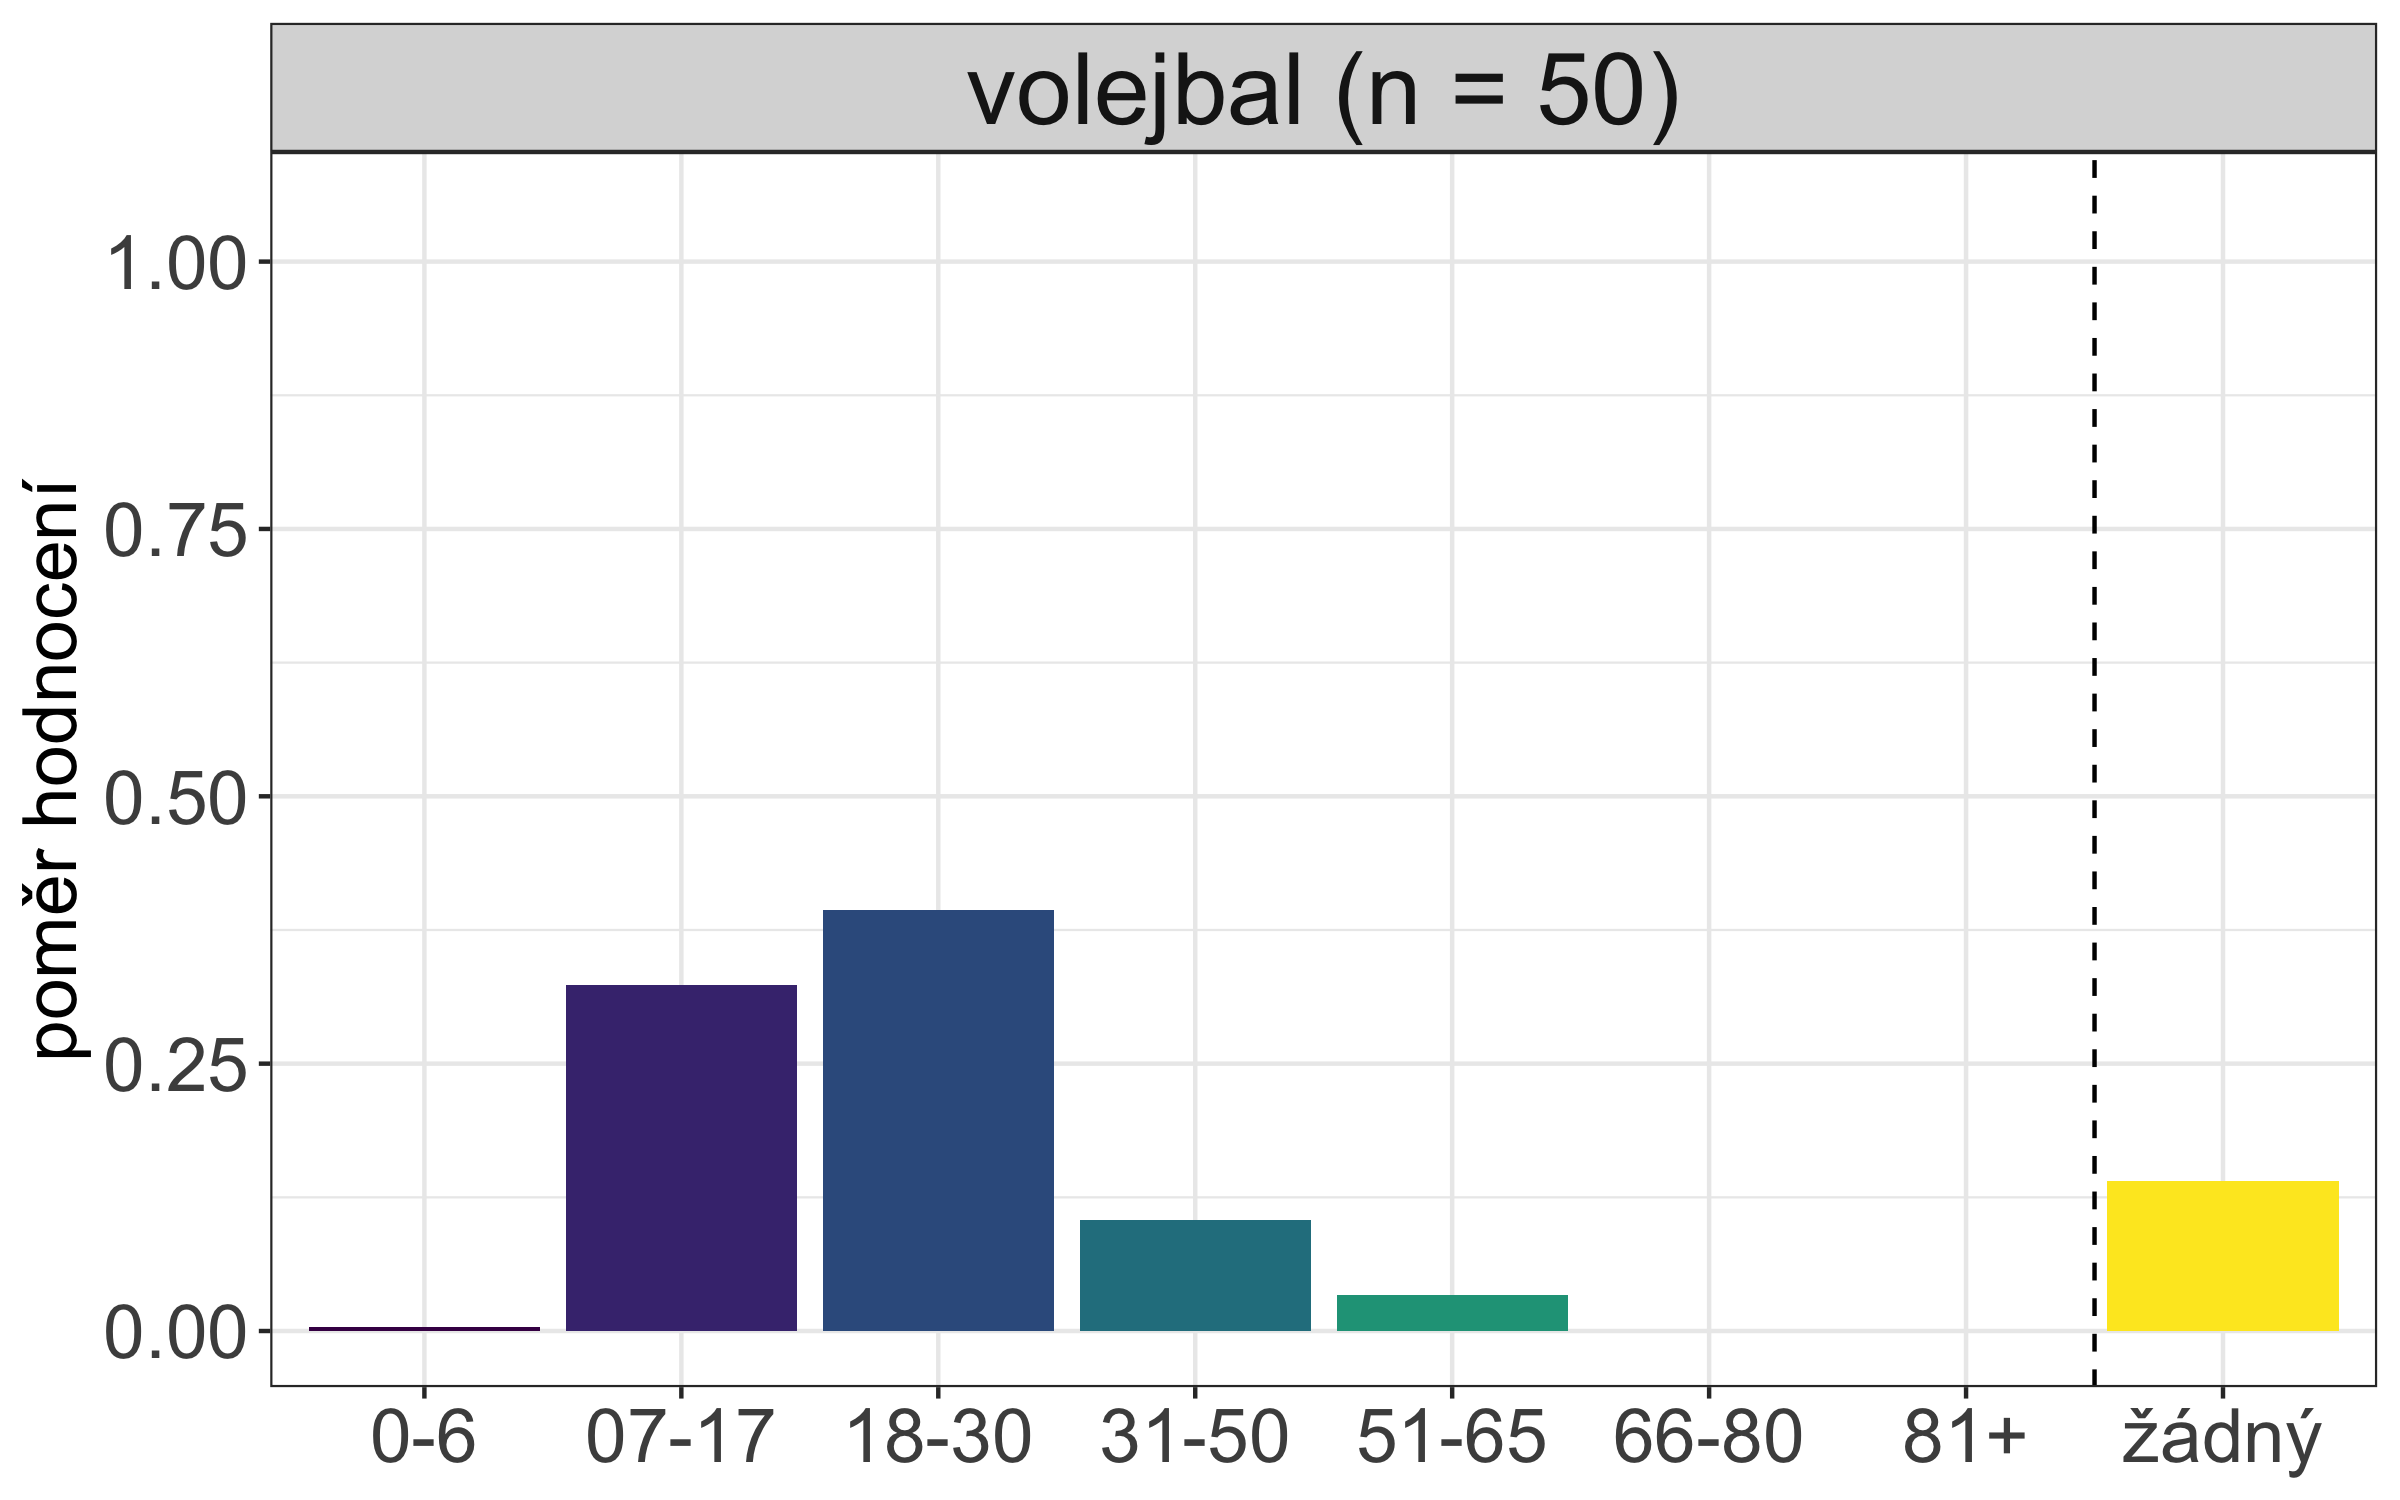 volejbal (n = 50)
poměr hodnocení
1.00
0.75
0.50
0.25
0.00
0-6 07-17 18-30 31-50 51-65 66-80 81+ žádný